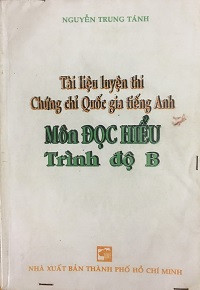 NGUYỄN TRUNG TÁNH
Tài liệu luyện thi
Chứng chỉ Quốc gia tiếng Anh
Môn ĐỌC HIỂU
Trình độ B
NHÀ XUẤT BẢN THÀNH PHỐ HỒ CHÍ MINH